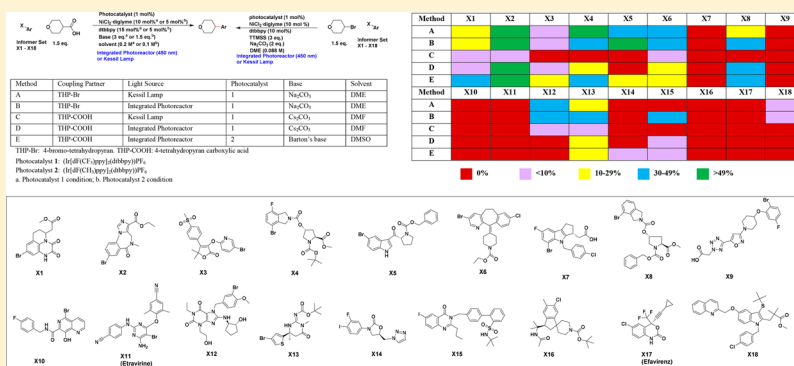 Photocatalyst (1 mol%)
NiCl₂-diglyme (10 mol%ᵃ or 5 mol%ᵇ)
dtbbpy (18 mol%ᵃ or 5 mol%ᵇ)
Base (3 eq.ᵃ or 1.5 eq.ᵇ)
solvent (0.2 Mᵃ or 0.1 Mᵇ)
Integrated Photoreactor (450 nm)
or Kessil Lamp
Informer Set
X1 - X18
1.5 eq.
photocatalyst (1 mol%)
NiCl₂-diglyme (10 mol %)
dtbbpy (10 mol%)
TTMSS (3 eq.)
Na₂CO₃ (2 eq.)
DME (0.088 M)
Integrated Photoreactor (450 nm)
or Kessil Lamp
1.5 eq.
Informer Set
X1 - X18
Method Coupling Partner Light Source Photocatalyst Base Solvent
A THP-Br Kessil Lamp 1 Na₂CO₃ DME
B THP-Br Integrated Photoreactor 1 Na₂CO₃ DME
C THP-COOH Kessil Lamp 1 Cs₂CO₃ DMF
D THP-COOH Integrated Photoreactor 1 Cs₂CO₃ DMF
E THP-COOH Integrated Photoreactor 2 Barton's base DMSO
THP-Br: 4-bromo-tetrahydropyran. THP-COOH: 4-tetrahydropyran carboxylic acid
Photocatalyst 1: (Ir[dF(CF₃)ppy]₂(dtbbpy))PF₆
Photocatalyst 2: (Ir[dF(CH₃)ppy]₂(dtbbpy))PF₆
a. Photocatalyst 1 condition; b. Photocatalyst 2 condition
Method X1 X2 X3 X4 X5 X6 X7 X8 X9
A
B
C
D
E
Method X10 X11 X12 X13 X14 X15 X16 X17 X18
A
B
C
D
E
0% <10% 10-29% 30-49% >49%
X1 X2 X3 X4 X5 X6 X7 X8 X9
X10 X11 X12 X13 X14 X15 X16 X17 X18
(Etravirine) (Efavirenz)